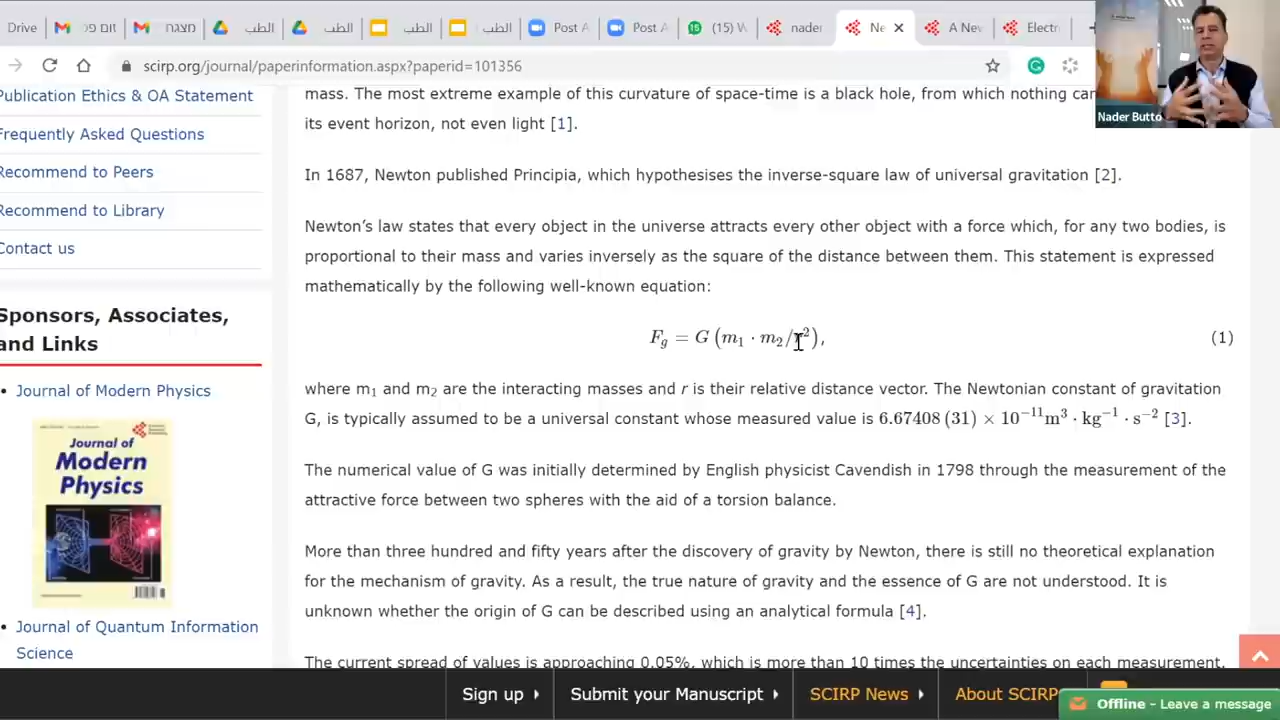 Drive
זום פל
מצגת
الطب
الطب
الطب
الطب
Post A
Post A
(15) W
nader
Ne
A Nev
Electr
scirp.org/journal/paperinformation.aspx?paperid=101356
Nader Butto
Publication Ethics & OA Statement
Frequently Asked Questions
Recommend to Peers
Recommend to Library
Contact us
Sponsors, Associates,
and Links
• Journal of Modern Physics
Journal of
Modern
Physics
• Journal of Quantum Information
Science
mass. The most extreme example of this curvature of space-time is a black hole, from which nothing can
its event horizon, not even light [1].
In 1687, Newton published Principia, which hypothesises the inverse-square law of universal gravitation [2].
Newton’s law states that every object in the universe attracts every other object with a force which, for any two bodies, is
proportional to their mass and varies inversely as the square of the distance between them. This statement is expressed
mathematically by the following well-known equation:
F_g = G (m₁ · m₂/r²), (1)
where m₁ and m₂ are the interacting masses and r is their relative distance vector. The Newtonian constant of gravitation
G, is typically assumed to be a universal constant whose measured value is 6.67408 (31) × 10⁻¹¹m³ · kg⁻¹ · s⁻² [3].
The numerical value of G was initially determined by English physicist Cavendish in 1798 through the measurement of the
attractive force between two spheres with the aid of a torsion balance.
More than three hundred and fifty years after the discovery of gravity by Newton, there is still no theoretical explanation
for the mechanism of gravity. As a result, the true nature of gravity and the essence of G are not understood. It is
unknown whether the origin of G can be described using an analytical formula [4].
The current spread of values is approaching 0.05%, which is more than 10 times the uncertainties on each measurement.
Sign up
Submit your Manuscript
SCIRP News
About SCIRP
Offline - Leave a message